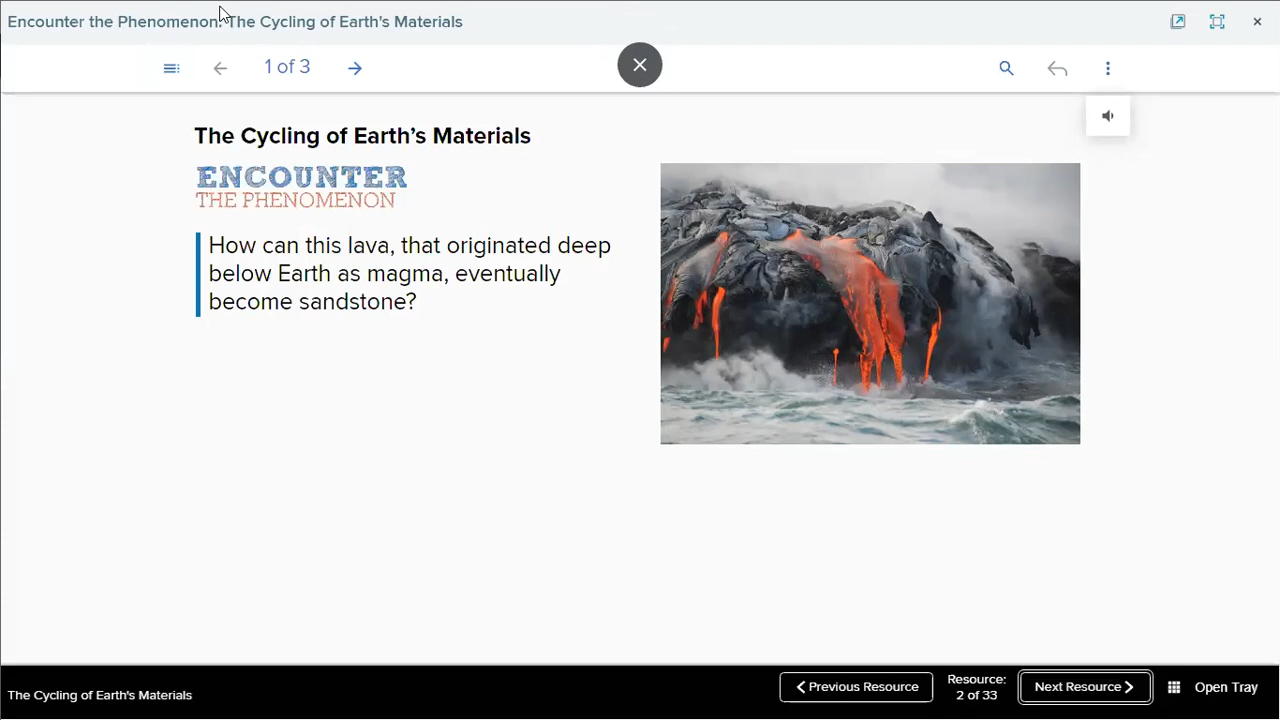 Encounter the Phenomenon: The Cycling of Earth's Materials
1 of 3
The Cycling of Earth’s Materials
ENCOUNTER
THE PHENOMENON
How can this lava, that originated deep
below Earth as magma, eventually
become sandstone?
The Cycling of Earth's Materials
Previous Resource
Resource:
2 of 33
Next Resource
Open Tray